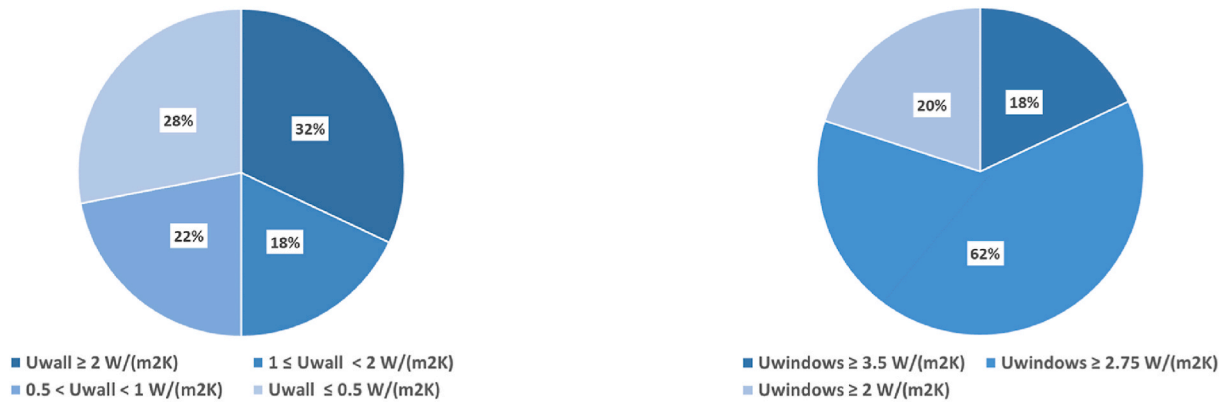 28%
32%
22%
18%
Uwall ≥ 2 W/(m2K)
1 ≤ Uwall < 2 W/(m2K)
0.5 < Uwall < 1 W/(m2K)
Uwall ≤ 0.5 W/(m2K)
20%
18%
62%
Uwindows ≥ 3.5 W/(m2K)
Uwindows ≥ 2.75 W/(m2K)
Uwindows ≥ 2 W/(m2K)